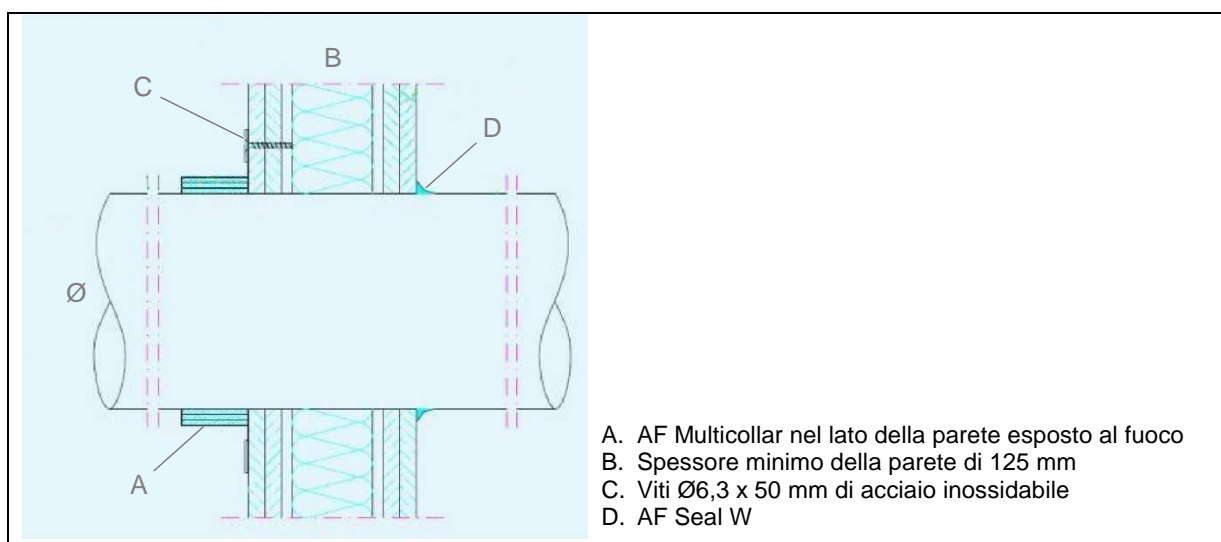 B
C
D
Ø
A
A. AF Multicollar nel lato della parete esposto al fuoco
B. Spessore minimo della parete di 125 mm
C. Viti Ø6,3 x 50 mm di acciaio inossidabile
D. AF Seal W